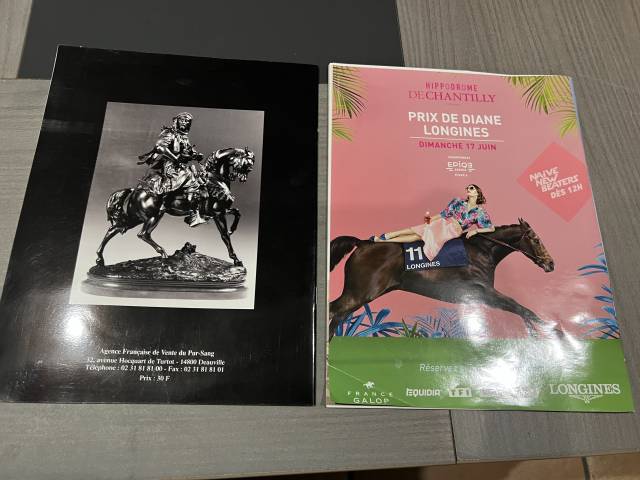 Agence Française de Vente du Pur-Sang
32, avenue Hocquart de Turtot - 14800 Deauville
Téléphone : 02 31 81 81 00 - Fax : 02 31 81 81 01
Prix : 30 F
HIPPODROME
DE CHANTILLY
PRIX DE DIANE
LONGINES
DIMANCHE 17 JUIN
EPIQE
SERIES
NAIVE
NEW
BEATERS
DÈS 12H
11
LONGINES
Réservez
FRANCE
GALOP
EQUIDIA
LONGINES